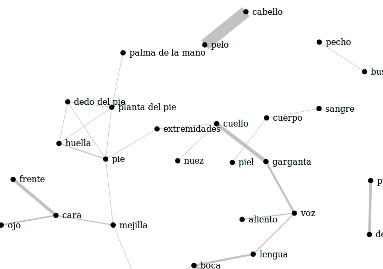 cabello
pelo
pecho
palma de la mano
bus
dedo del pie
planta del pie
sangre
cuerpo
extremidades
cuello
huella
pie
nuez
piel
garganta
frente
p
cara
voz
aliento
ojo
mejilla
de
lengua
boca